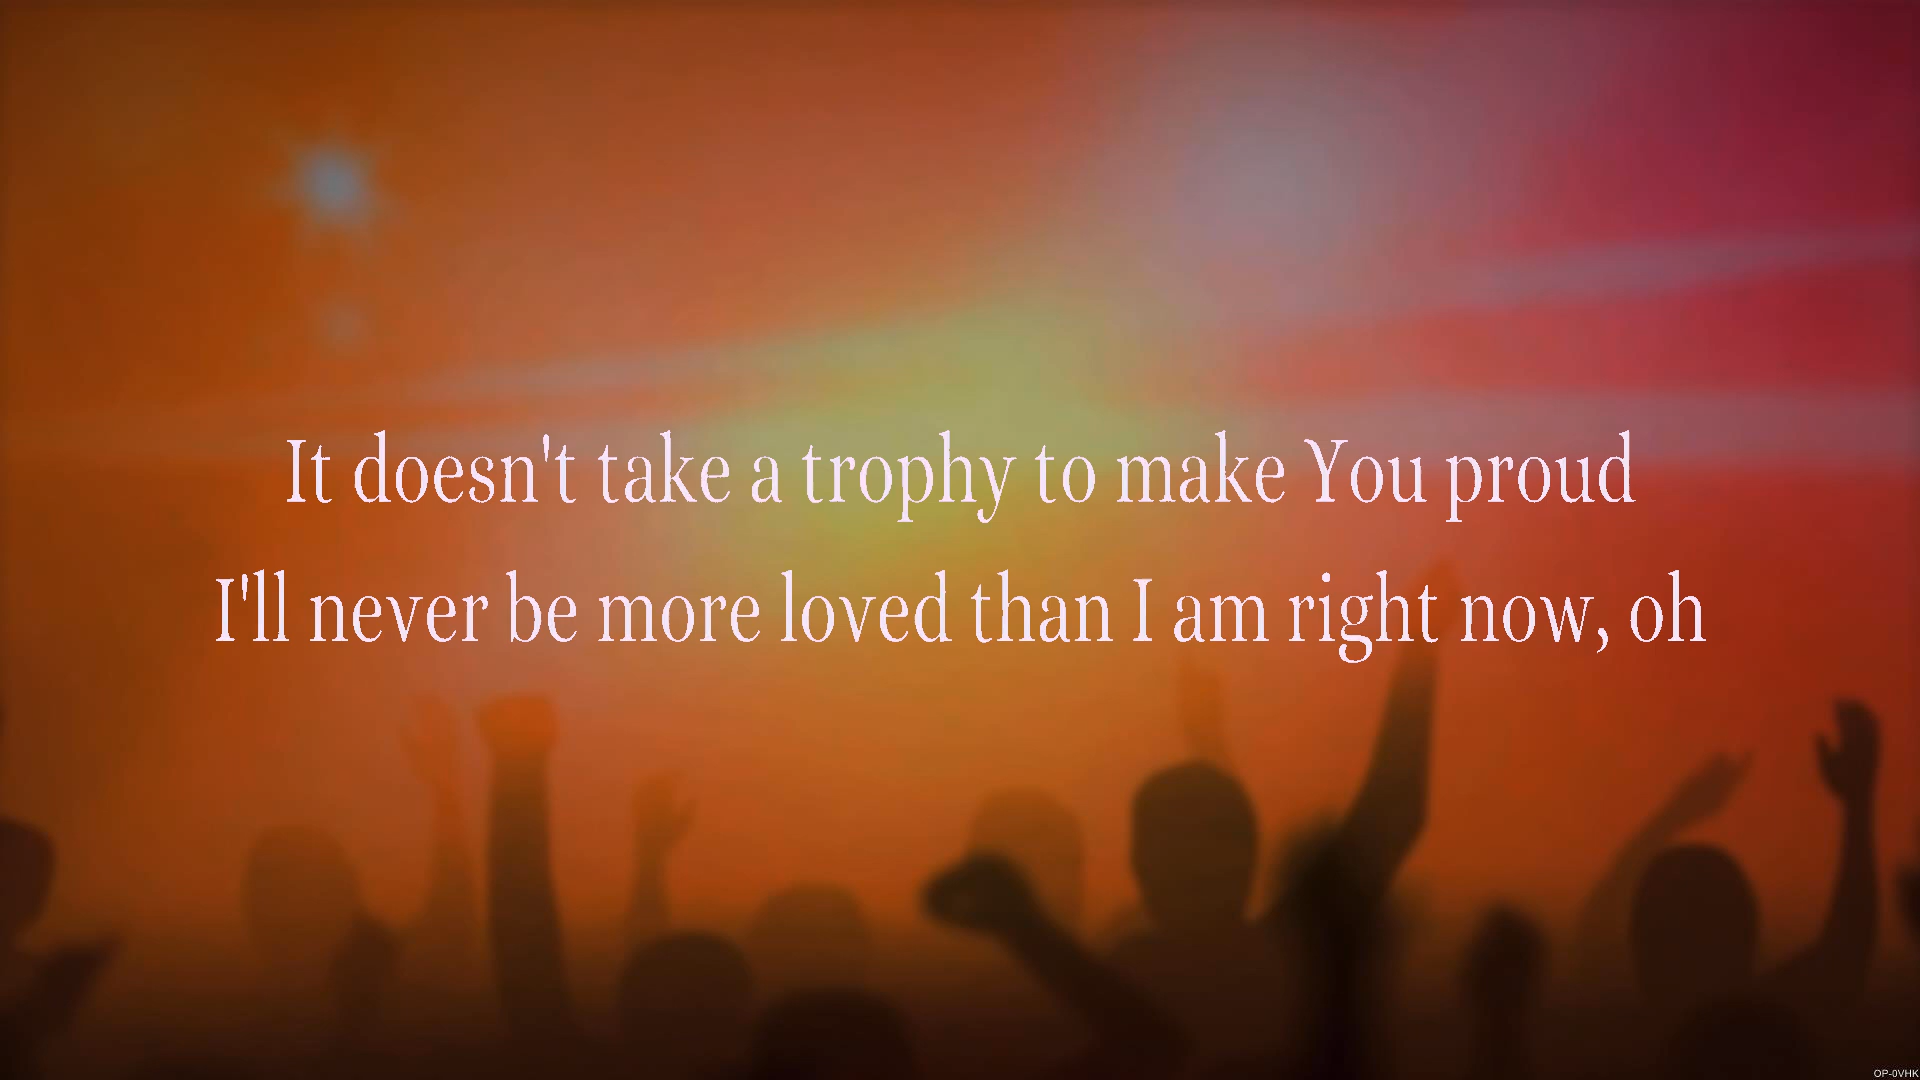 It doesn't take a trophy to make You proud
I'll never be more loved than I am right now, oh
OP-0VHK